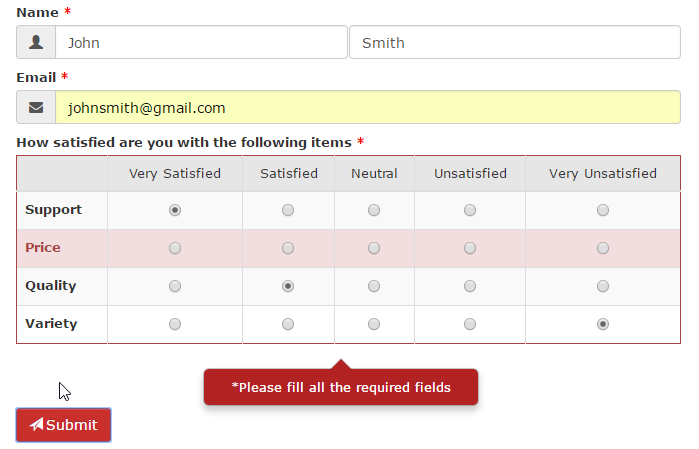 Name *
John Smith
Email *
johnsmith@gmail.com
How satisfied are you with the following items *
Very Satisfied Satisfied Neutral Unsatisfied Very Unsatisfied
Support
Price
Quality
Variety
*Please fill all the required fields
Submit